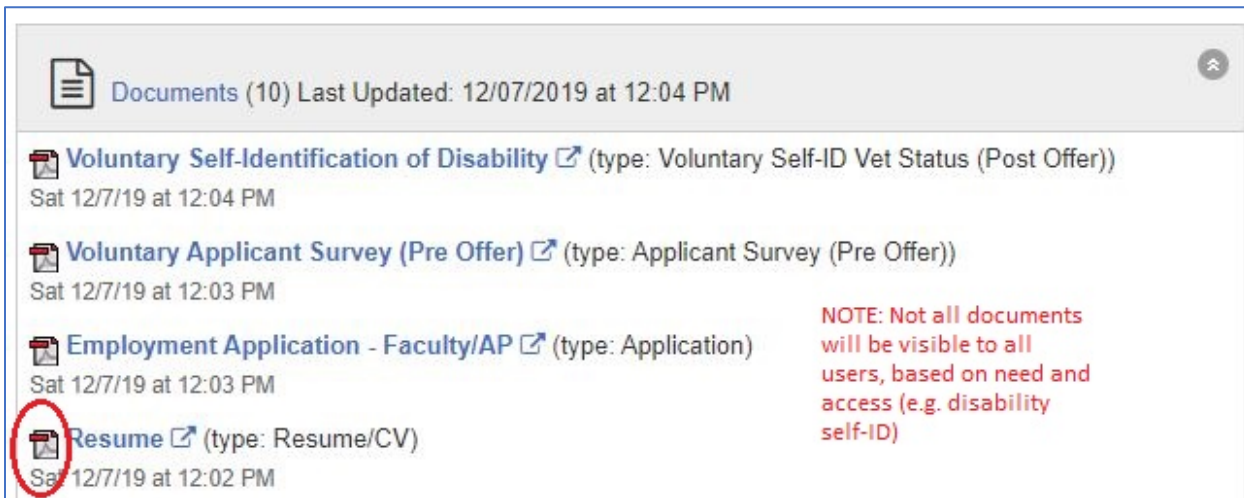 Documents (10) Last Updated: 12/07/2019 at 12:04 PM
Voluntary Self-Identification of Disability (type: Voluntary Self-ID Vet Status (Post Offer))
Sat 12/7/19 at 12:04 PM
Voluntary Applicant Survey (Pre Offer) (type: Applicant Survey (Pre Offer))
Sat 12/7/19 at 12:03 PM
Employment Application - Faculty/AP (type: Application)
Sat 12/7/19 at 12:03 PM
Resume (type: Resume/CV)
Sat 12/7/19 at 12:02 PM
NOTE: Not all documents
will be visible to all
users, based on need and
access (e.g. disability
self-ID)